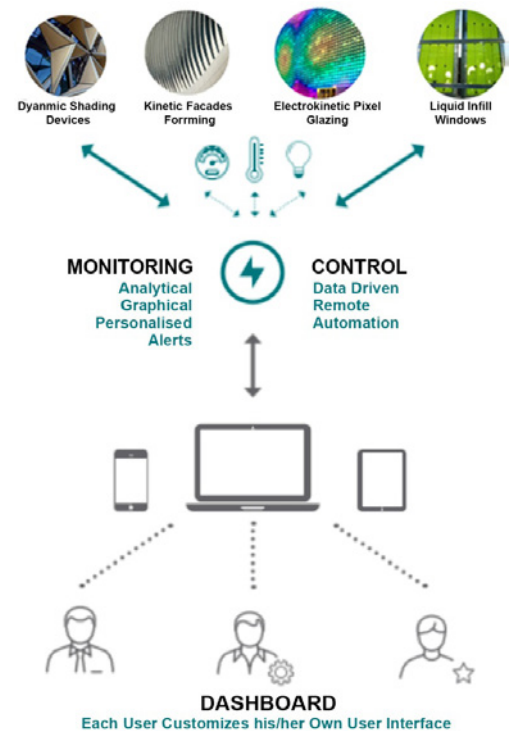 Dyanmic Shading
Devices
Kinetic Facades
Forrming
Electrokinetic Pixel
Glazing
Liquid Infill
Windows
MONITORING
Analytical
Graphical
Personalised
Alerts
CONTROL
Data Driven
Remote
Automation
DASHBOARD
Each User Customizes his/her Own User Interface